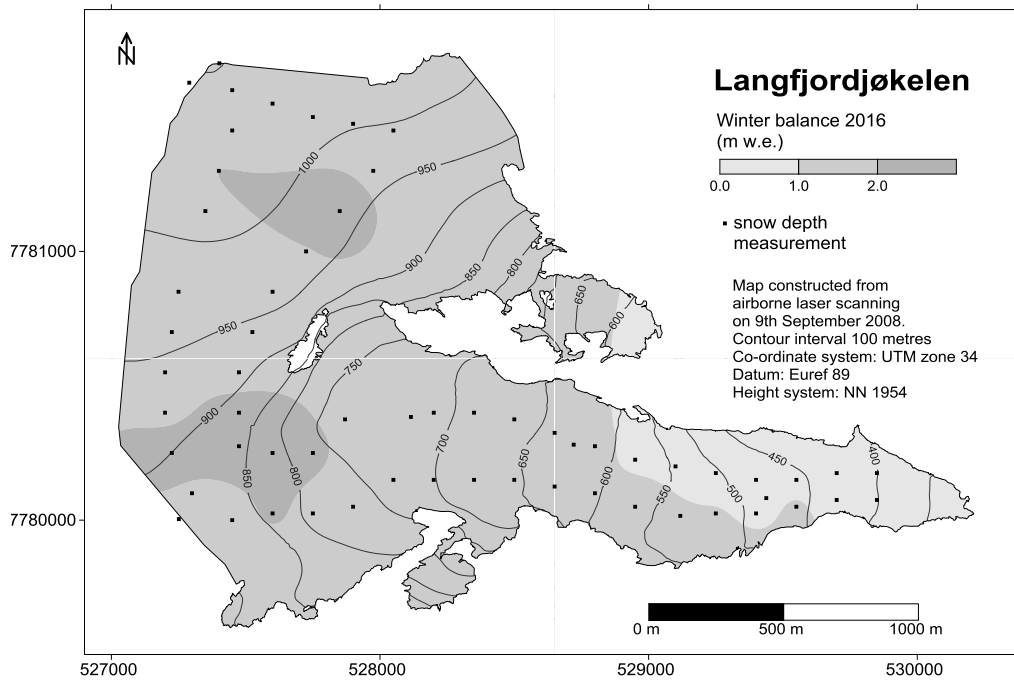 N
Langfjordjøkelen
Winter balance 2016
(m w.e.)
0.0 1.0 2.0
snow depth
measurement
Map constructed from
airborne laser scanning
on 9th September 2008.
Contour interval 100 metres
Co-ordinate system: UTM zone 34
Datum: Euref 89
Height system: NN 1954
1000
950
900
850
800
650
600
950
750
900
850
800
700
650
600
550
500
450
400
7781000
7780000
0 m 500 m 1000 m
527000 528000 529000 530000